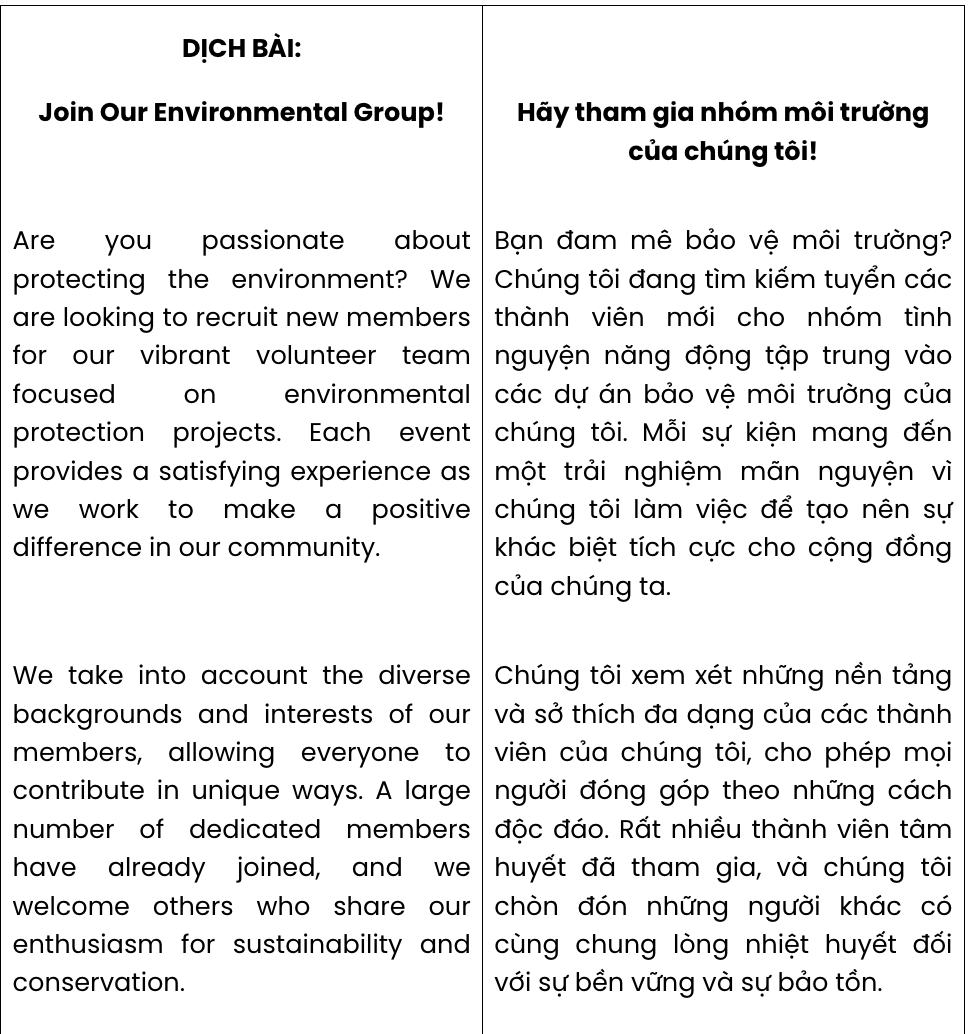 DỊCH BÀI:
Join Our Environmental Group!
Are you passionate about
protecting the environment? We
are looking to recruit new members
for our vibrant volunteer team
focused on environmental
protection projects. Each event
provides a satisfying experience as
we work to make a positive
difference in our community.
We take into account the diverse
backgrounds and interests of our
members, allowing everyone to
contribute in unique ways. A large
number of dedicated members
have already joined, and we
welcome others who share our
enthusiasm for sustainability and
conservation.
Hãy tham gia nhóm môi trường
của chúng tôi!
Bạn đam mê bảo vệ môi trường?
Chúng tôi đang tìm kiếm tuyển các
thành viên mới cho nhóm tình
nguyện năng động tập trung vào
các dự án bảo vệ môi trường của
chúng tôi. Mỗi sự kiện mang đến
một trải nghiệm mãn nguyện vì
chúng tôi làm việc để tạo nên sự
khác biệt tích cực cho cộng đồng
của chúng ta.
Chúng tôi xem xét những nền tảng
và sở thích đa dạng của các thành
viên của chúng tôi, cho phép mọi
người đóng góp theo những cách
độc đáo. Rất nhiều thành viên tâm
huyết đã tham gia, và chúng tôi
chòn đón những người khác có
cùng chung lòng nhiệt huyết đối
với sự bền vững và sự bảo tồn.